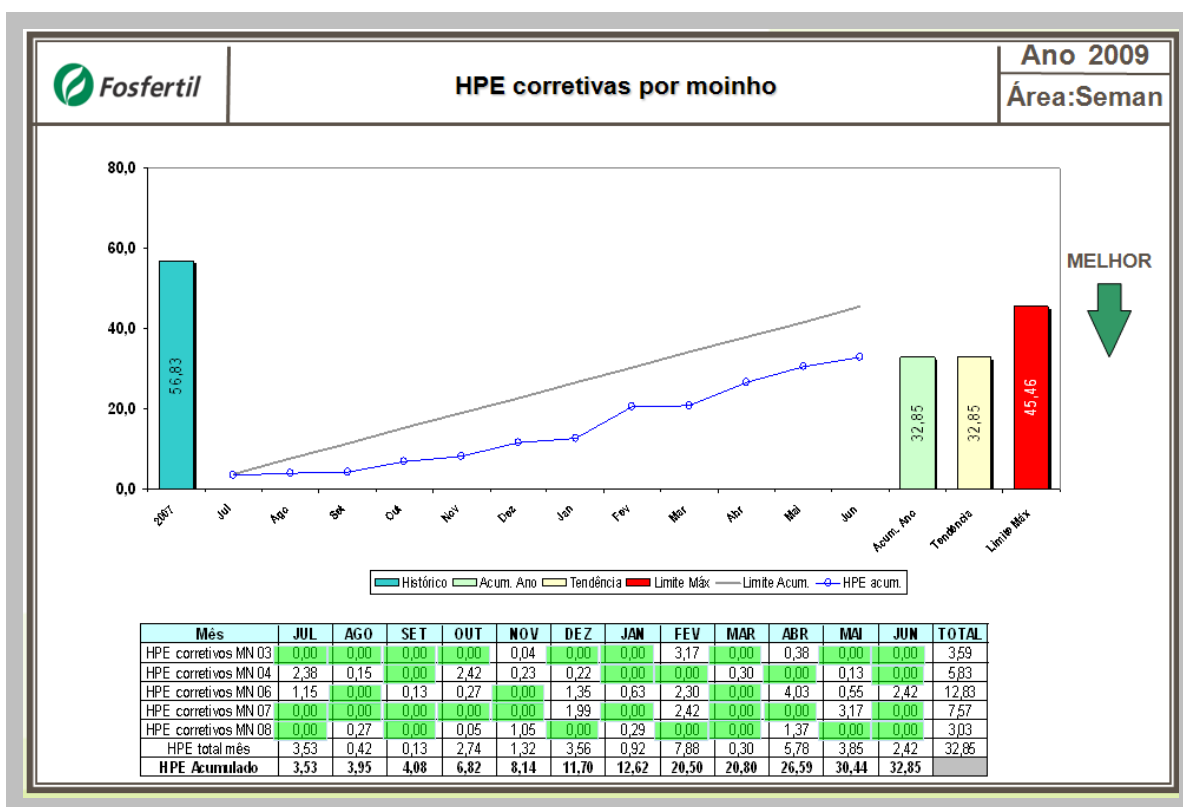 Fosfertil
HPE corretivas por moinho
Ano 2009
Área:Seman
80,0
60,0
40,0
20,0
0,0
56,83
32,85
32,85
45,46
MELHOR
2007 Jul Ago Set Out Nov Dez Jan Fev Mar Abr Mai Jun Acum. Ano Tendência Limite Máx
Histórico Acum. Ano Tendência Limite Máx Limite Acum. HPE acum.
Mês JUL AGO SET OUT NOV DEZ JAN FEV MAR ABR MAI JUN TOTAL
HPE corretivos MN 03 0,00 0,00 0,00 0,00 0,04 0,00 0,00 3,17 0,00 0,38 0,00 0,00 3,59
HPE corretivos MN 04 2,38 0,15 0,00 2,42 0,23 0,22 0,00 0,00 0,30 0,00 0,13 0,00 5,83
HPE corretivos MN 06 1,15 0,00 0,13 0,27 0,00 1,35 0,63 2,30 0,00 4,03 0,55 2,42 12,83
HPE corretivos MN 07 0,00 0,00 0,00 0,00 0,00 1,99 0,00 2,42 0,00 0,00 3,17 0,00 7,57
HPE corretivos MN 08 0,00 0,27 0,00 0,05 1,05 0,00 0,29 0,00 0,00 1,37 0,00 0,00 3,03
HPE total mês 3,53 0,42 0,13 2,74 1,32 3,56 0,92 7,88 0,30 5,78 3,85 2,42 32,85
HPE Acumulado 3,53 3,95 4,08 6,82 8,14 11,70 12,62 20,50 20,80 26,59 30,44 32,85